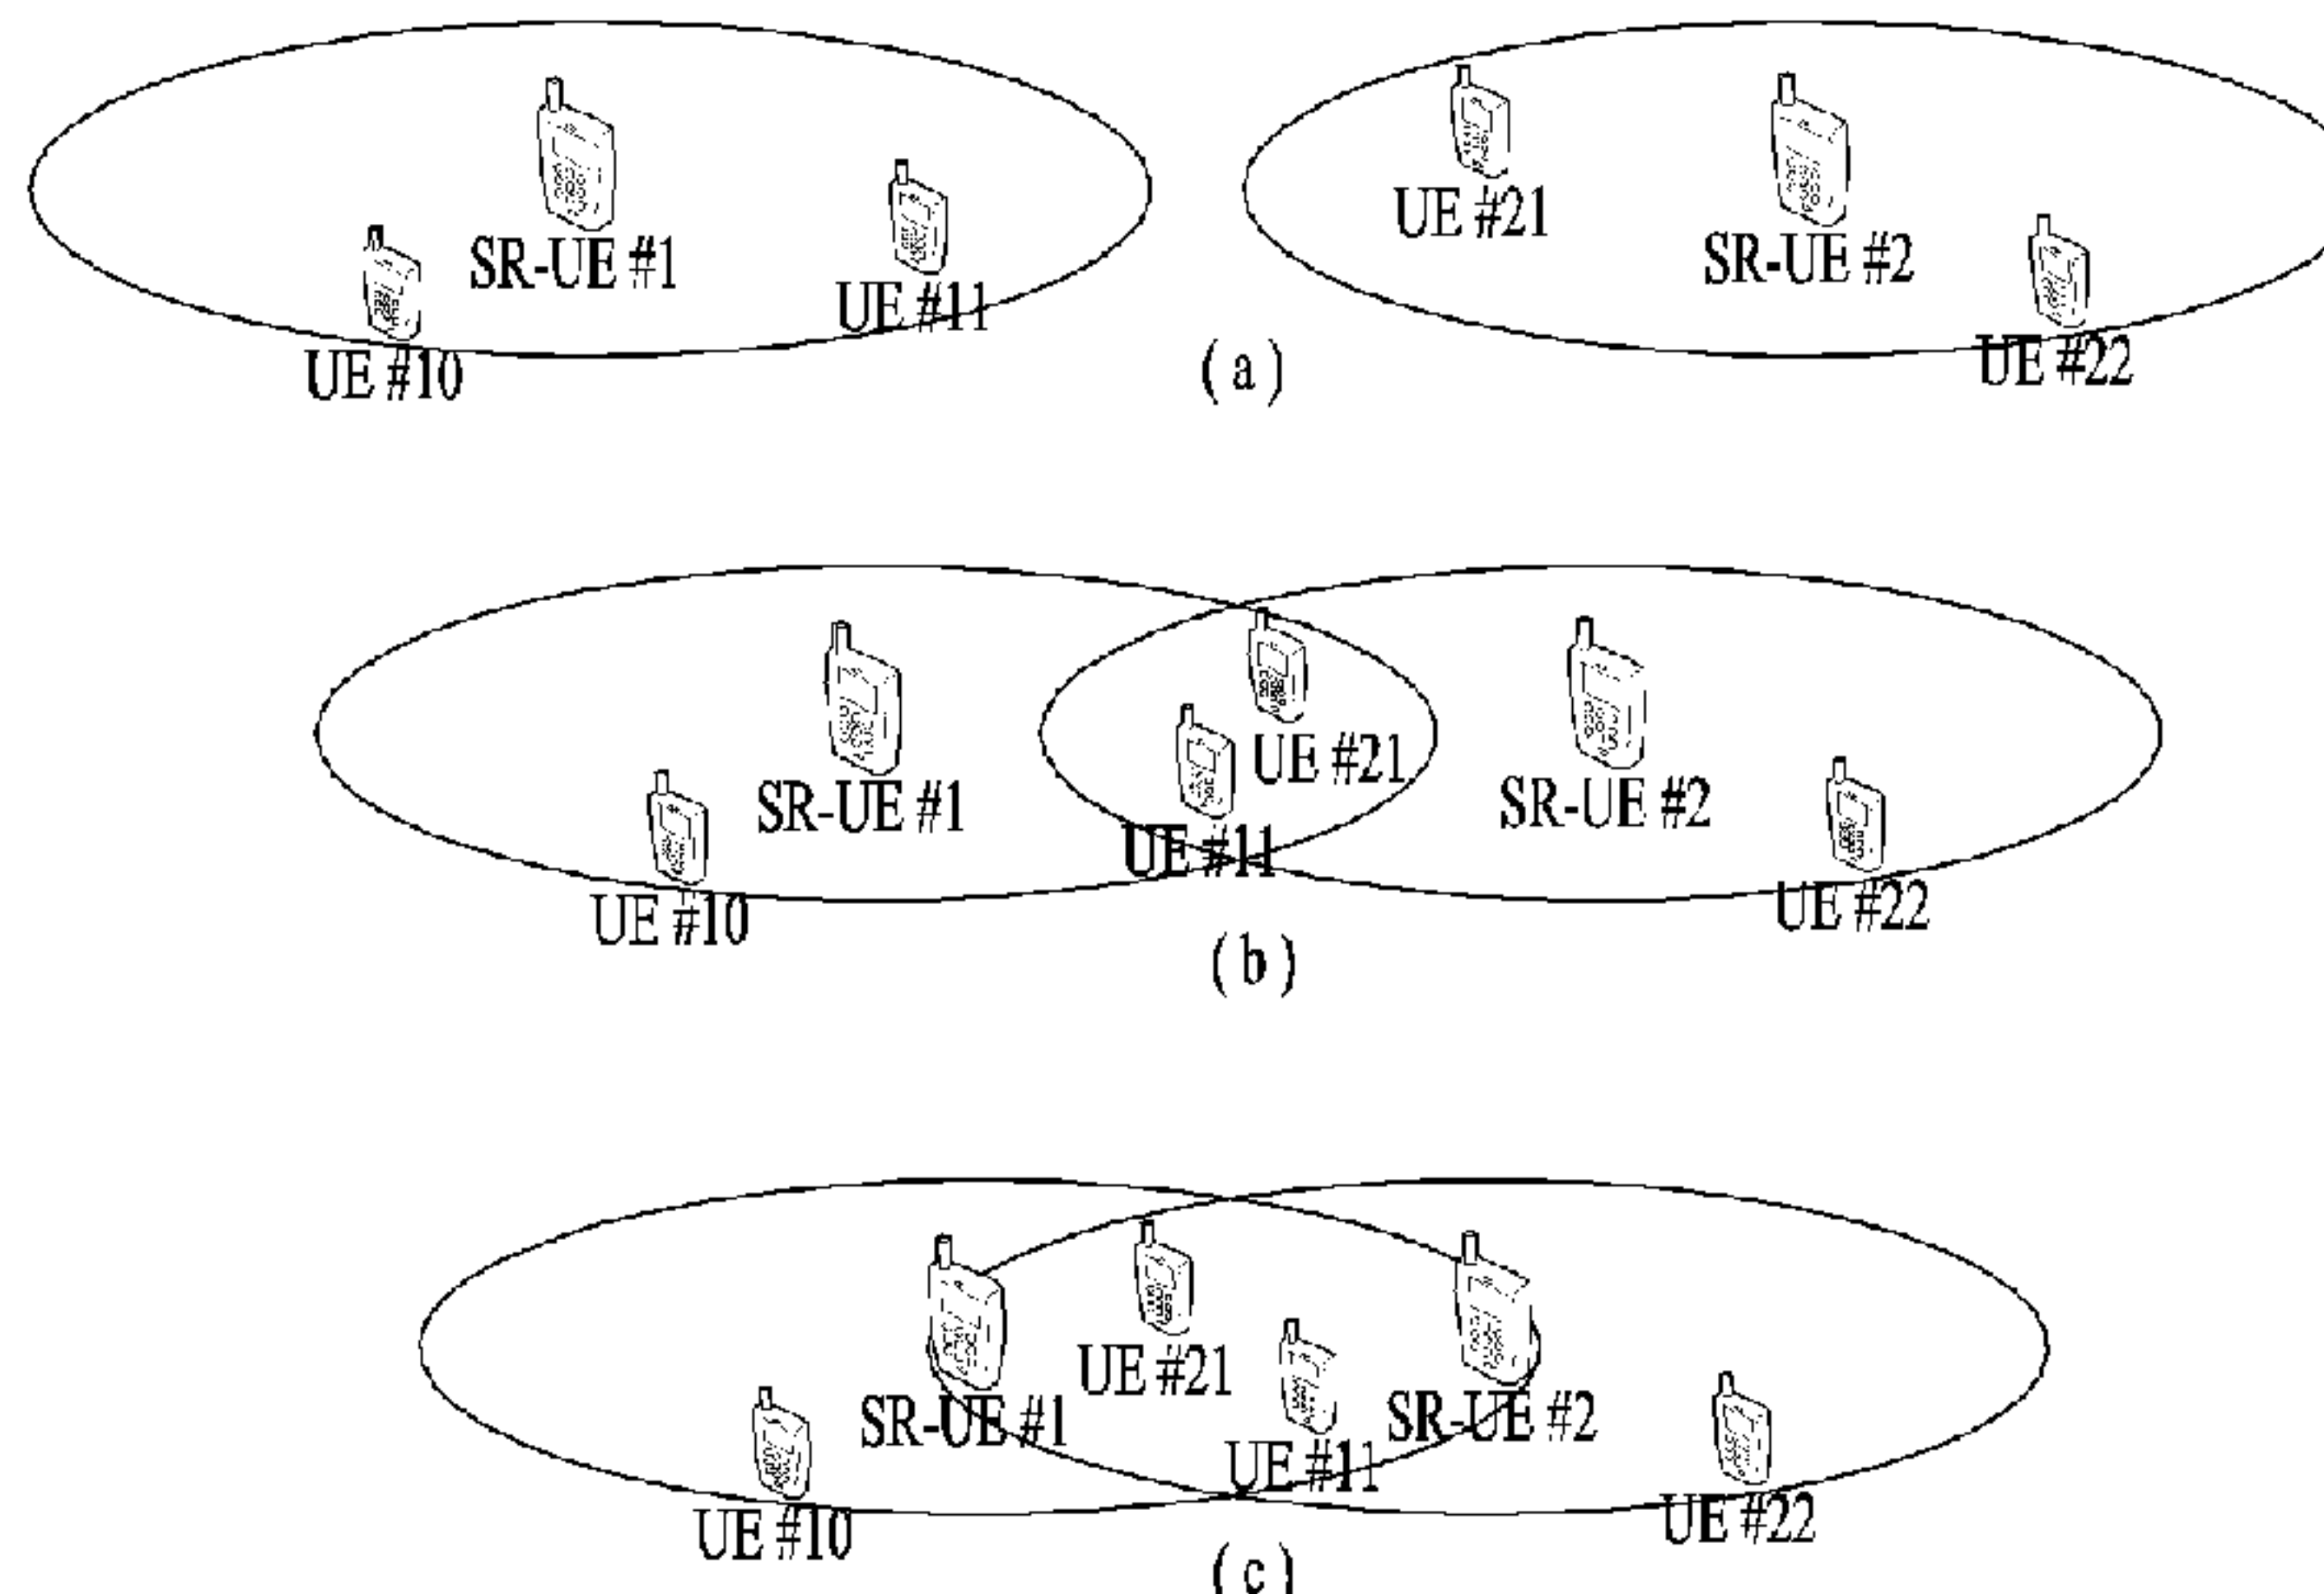 UE #21
SR-UE #1
SR-UE #2
UE #11
UE #10
UE #22
( a )
UE #21
SR-UE #1
SR-UE #2
UE #11
UE #10
UE #22
( b )
UE #21
SR-UE #1
SR-UE #2
UE #11
UE #10
UE #22
( c )